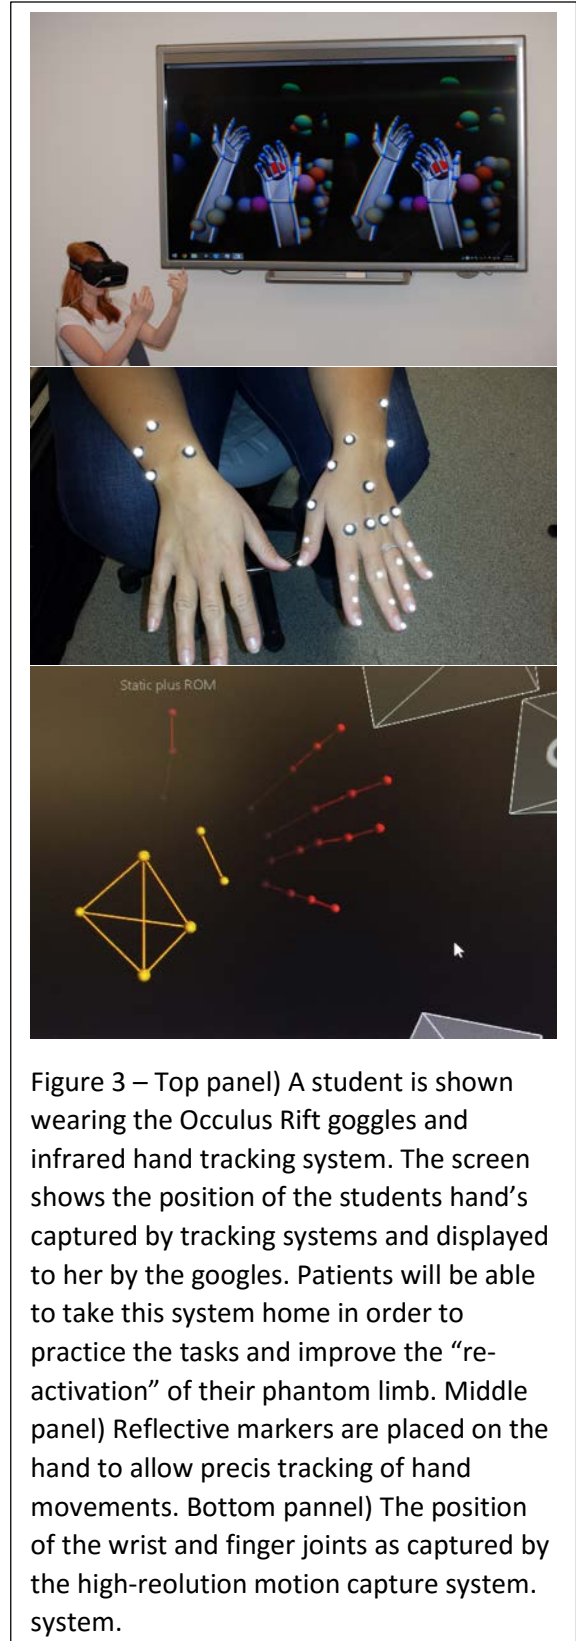 Static plus ROM
Figure 3 – Top panel) A student is shown
wearing the Occulus Rift goggles and
infrared hand tracking system. The screen
shows the position of the students hand’s
captured by tracking systems and displayed
to her by the googles. Patients will be able
to take this system home in order to
practice the tasks and improve the “re-
activation” of their phantom limb. Middle
panel) Reflective markers are placed on the
hand to allow precis tracking of hand
movements. Bottom pannel) The position
of the wrist and finger joints as captured by
the high-reolution motion capture system.
system.